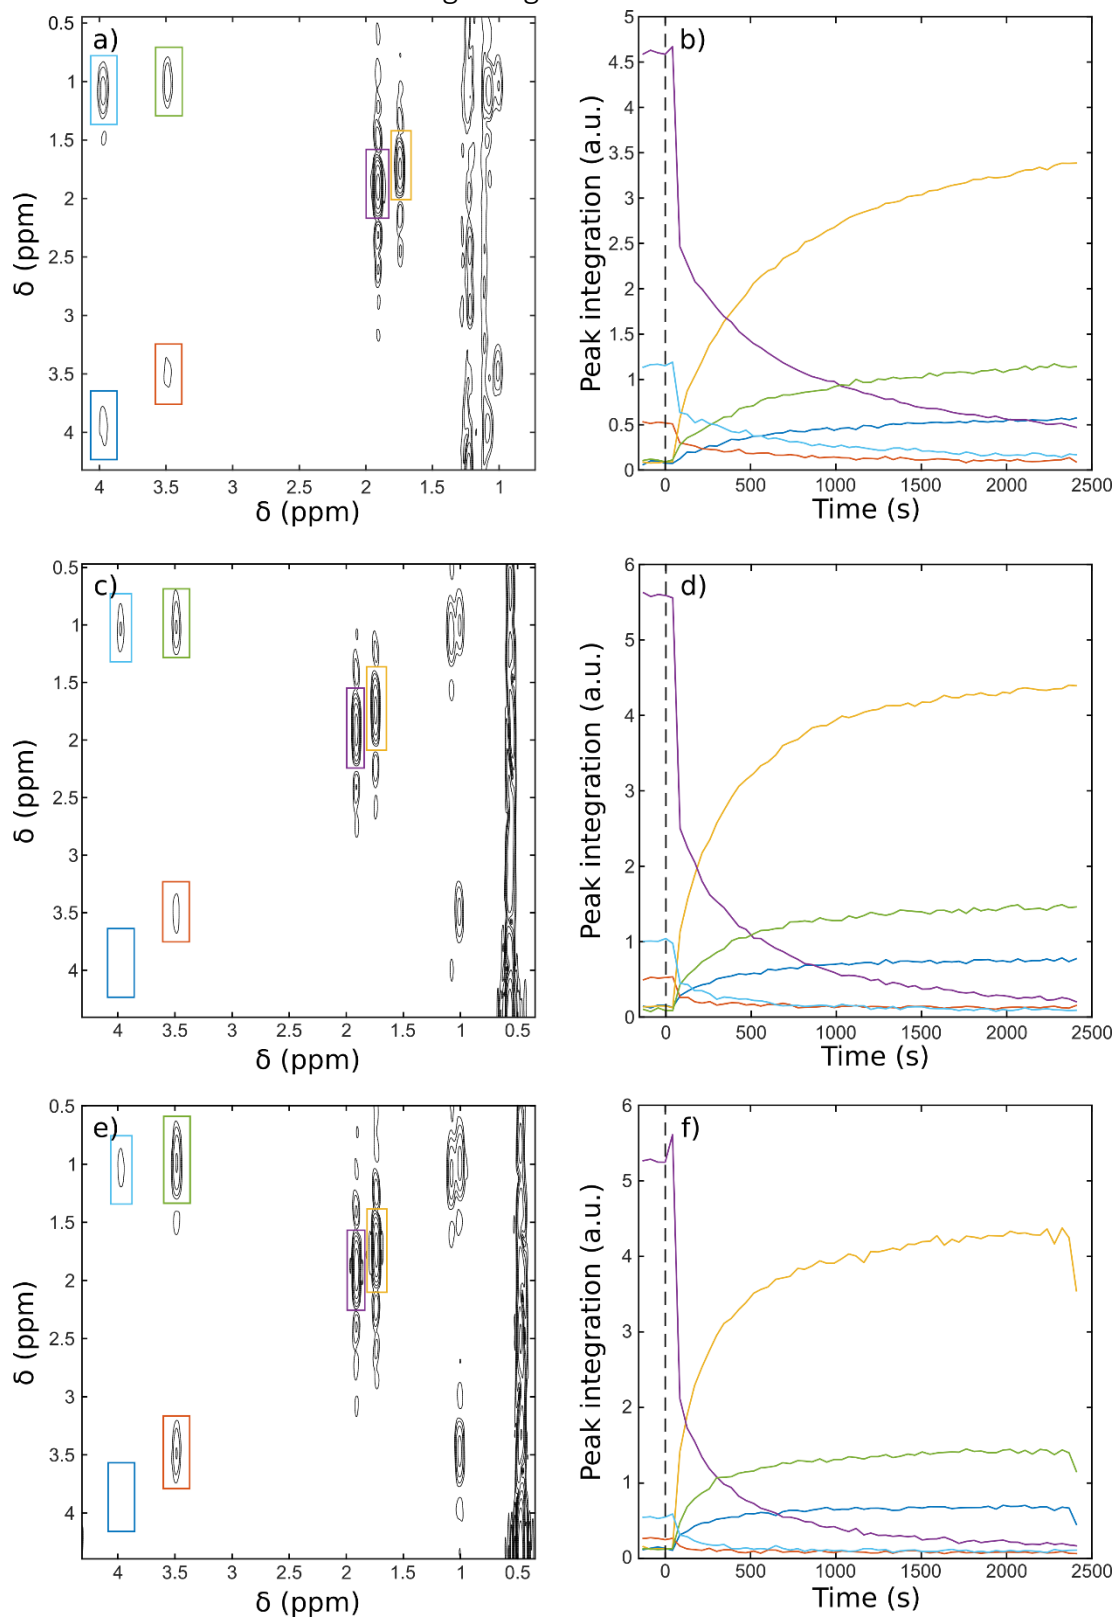 a)
δ (ppm)
0.5
1
1.5
2
2.5
3
3.5
4
4 3.5 3 2.5 2 1.5 1
δ (ppm)
b)
Peak integration (a.u.)
5
4.5
4
3.5
3
2.5
2
1.5
1
0.5
0
0 500 1000 1500 2000 2500
Time (s)
c)
δ (ppm)
0.5
1
1.5
2
2.5
3
3.5
4
4 3.5 3 2.5 2 1.5 1 0.5
δ (ppm)
d)
Peak integration (a.u.)
6
5
4
3
2
1
0
0 500 1000 1500 2000 2500
Time (s)
e)
δ (ppm)
0.5
1
1.5
2
2.5
3
3.5
4
4 3.5 3 2.5 2 1.5 1 0.5
δ (ppm)
f)
Peak integration (a.u.)
6
5
4
3
2
1
0
0 500 1000 1500 2000 2500
Time (s)